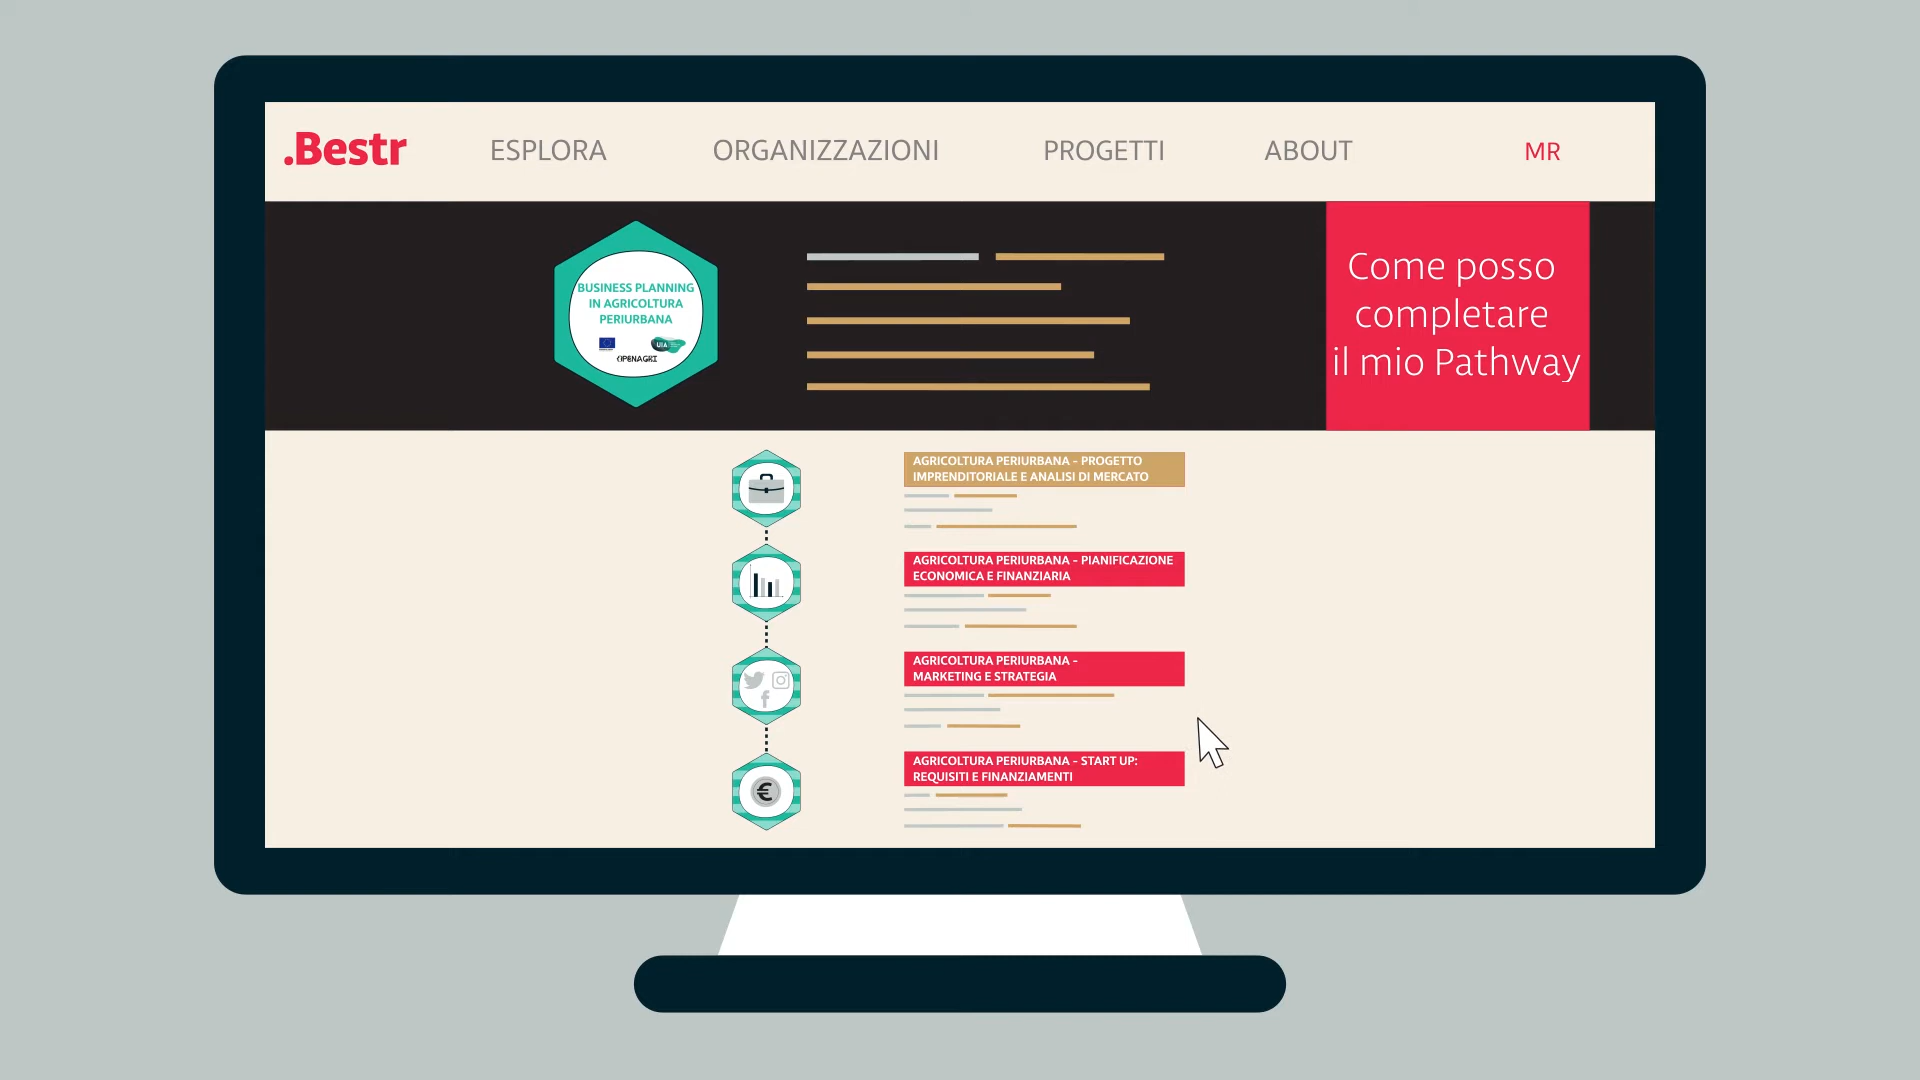 .Bestr
ESPLORA
ORGANIZZAZIONI
PROGETTI
ABOUT
MR
BUSINESS PLANNING
IN AGRICOLTURA
PERIURBANA
UIA
OPENAGRI
Come posso
completare
il mio Pathway
AGRICOLTURA PERIURBANA - PROGETTO
IMPRENDITORIALE E ANALISI DI MERCATO
AGRICOLTURA PERIURBANA - PIANIFICAZIONE
ECONOMICA E FINANZIARIA
AGRICOLTURA PERIURBANA -
MARKETING E STRATEGIA
AGRICOLTURA PERIURBANA - START UP:
REQUISITI E FINANZIAMENTI
€